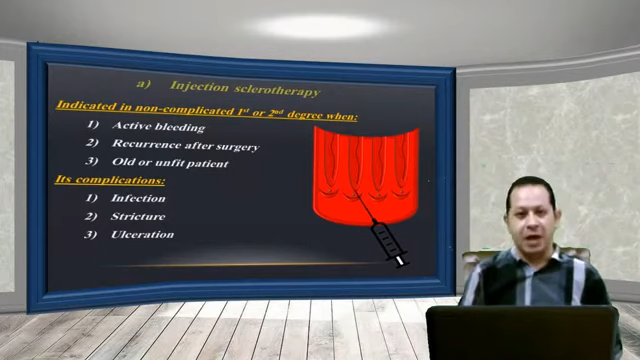 a) Injection sclerotherapy
Indicated in non-complicated 1st or 2nd degree when:
1) Active bleeding
2) Recurrence after surgery
3) Old or unfit patient
Its complications:
1) Infection
2) Stricture
3) Ulceration